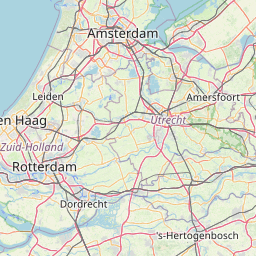 Amsterdam
Leiden
Amersfoort
en Haag
Utrecht
Zuid-Holland
Rotterdam
Dordrecht
's-Hertogenbosch